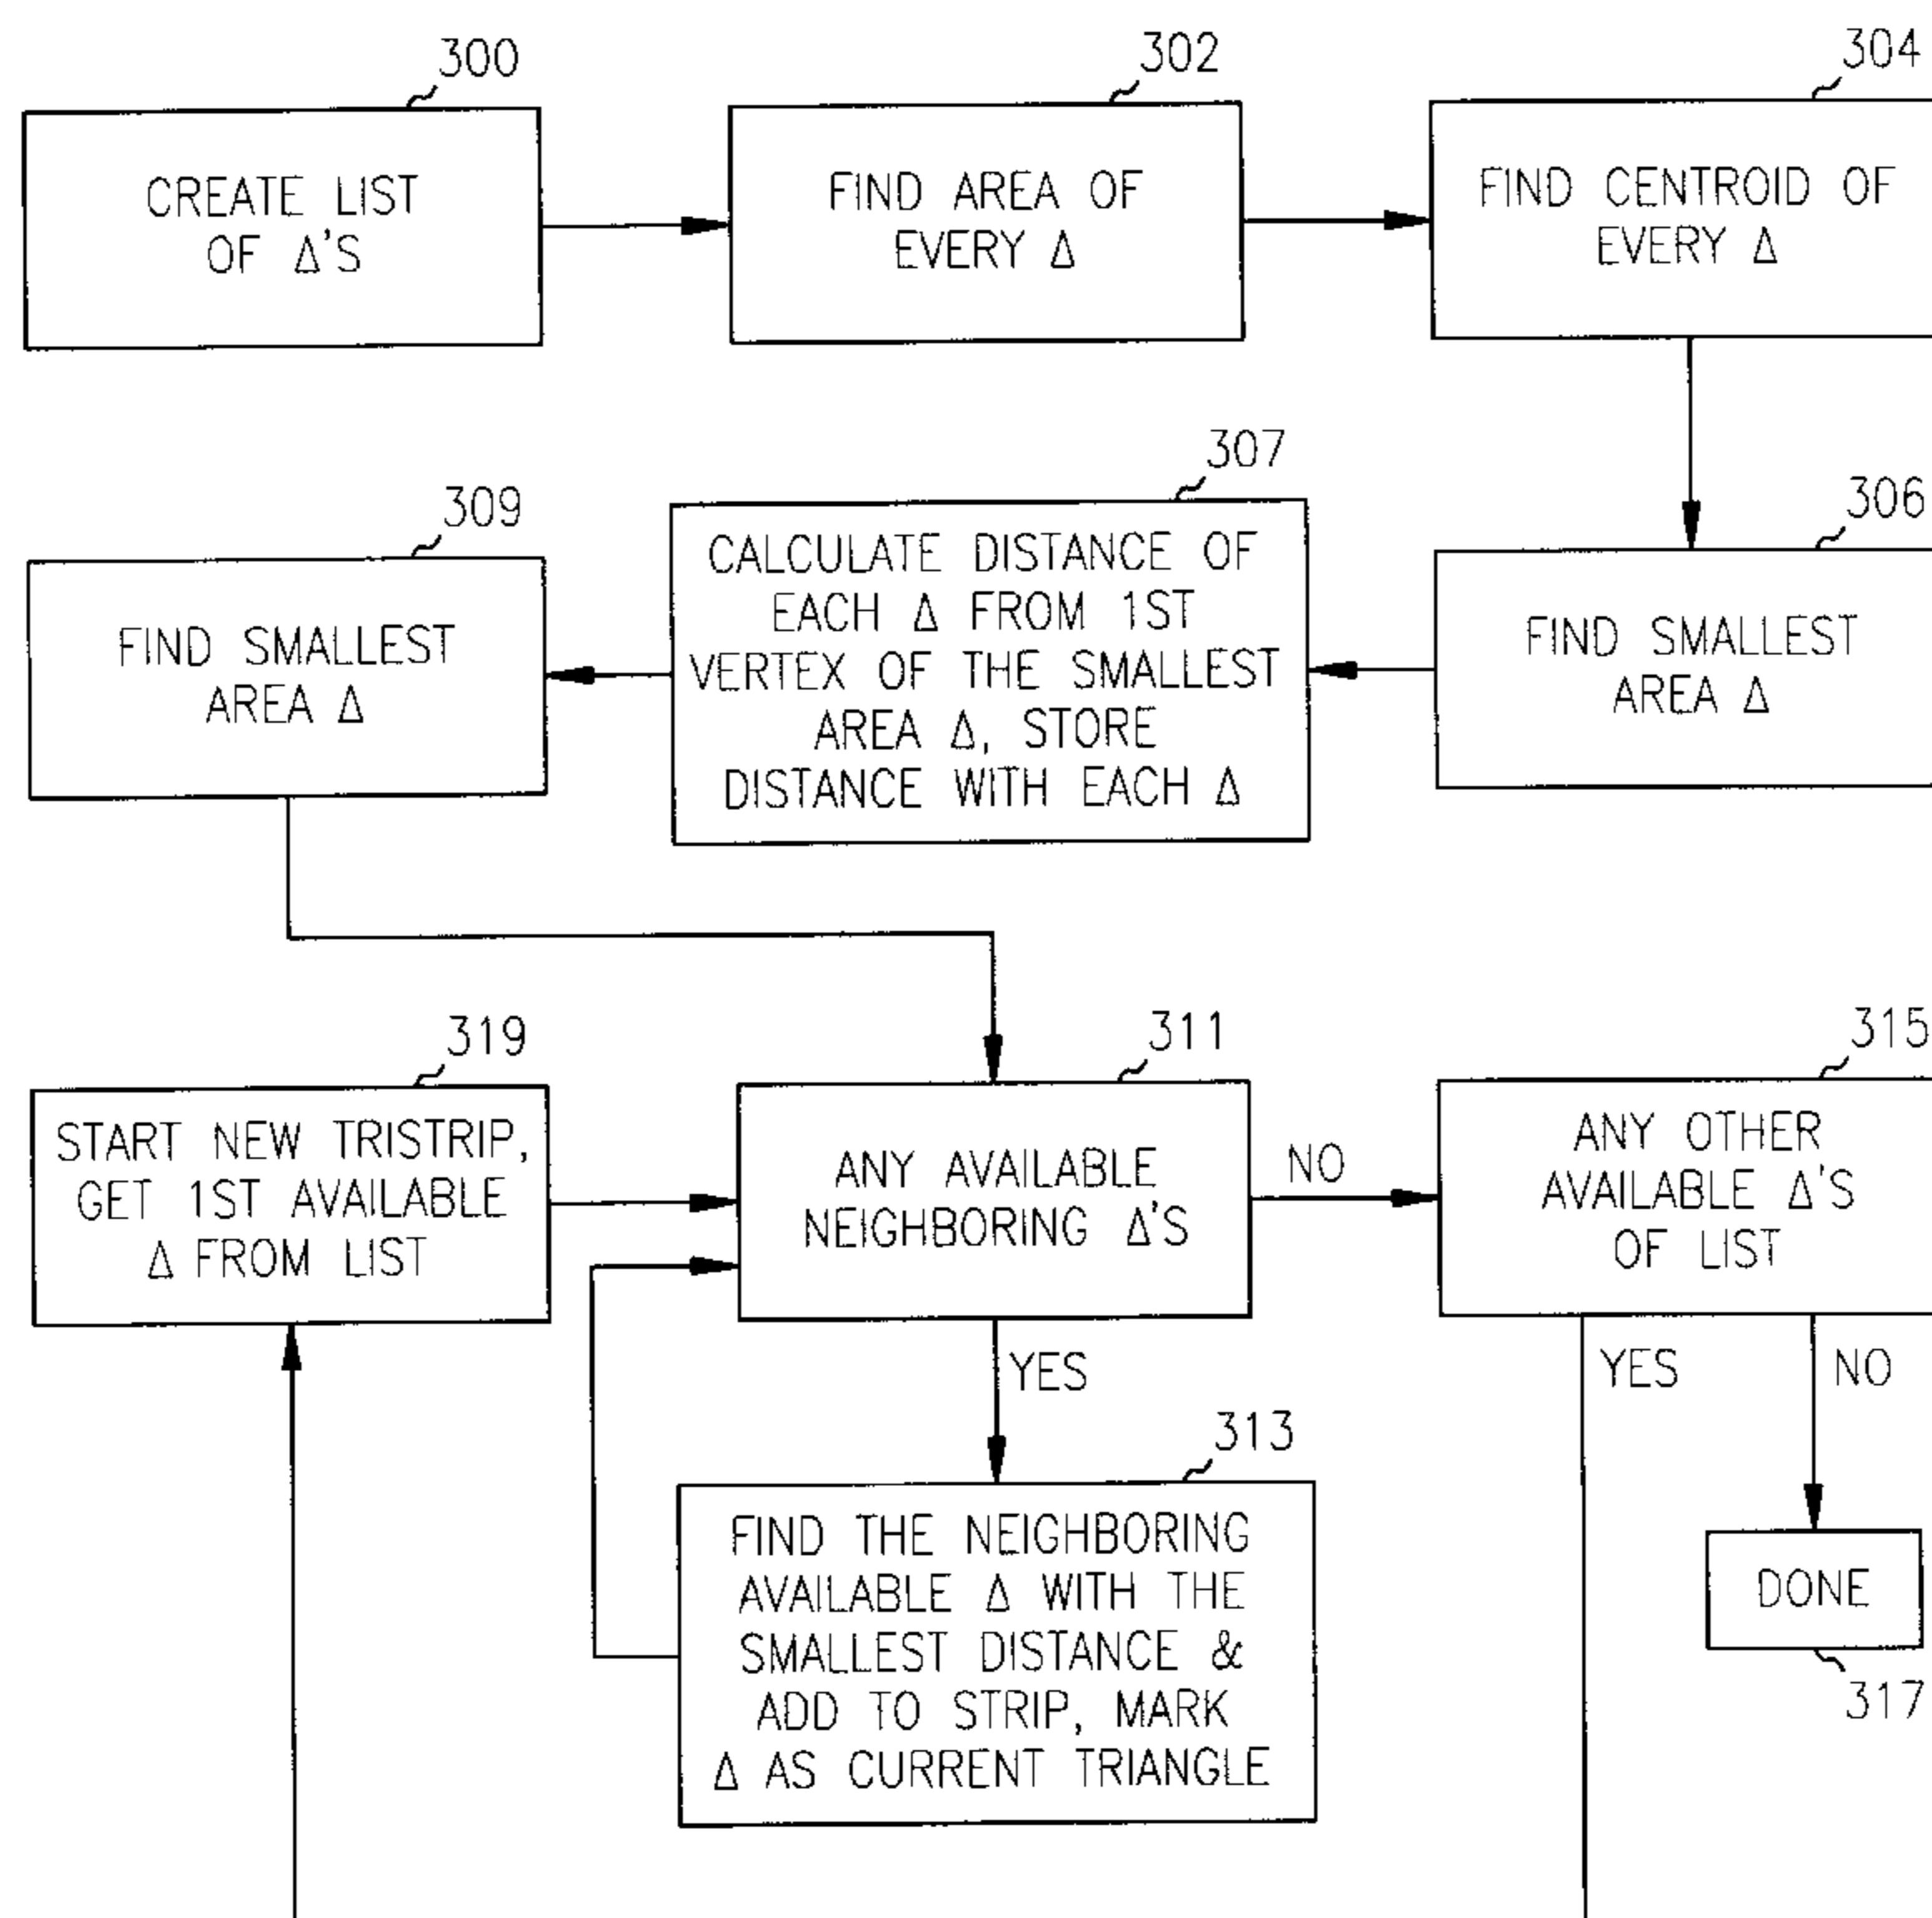 300
CREATE LIST
OF Δ'S
302
FIND AREA OF
EVERY Δ
304
FIND CENTROID OF
EVERY Δ
306
FIND SMALLEST
AREA Δ
307
CALCULATE DISTANCE OF
EACH Δ FROM 1ST
VERTEX OF THE SMALLEST
AREA Δ, STORE
DISTANCE WITH EACH Δ
309
FIND SMALLEST
AREA Δ
319
START NEW TRISTRIP,
GET 1ST AVAILABLE
Δ FROM LIST
311
ANY AVAILABLE
NEIGHBORING Δ'S
NO
YES
315
ANY OTHER
AVAILABLE Δ'S
OF LIST
YES
NO
313
FIND THE NEIGHBORING
AVAILABLE Δ WITH THE
SMALLEST DISTANCE &
ADD TO STRIP, MARK
Δ AS CURRENT TRIANGLE
DONE
317